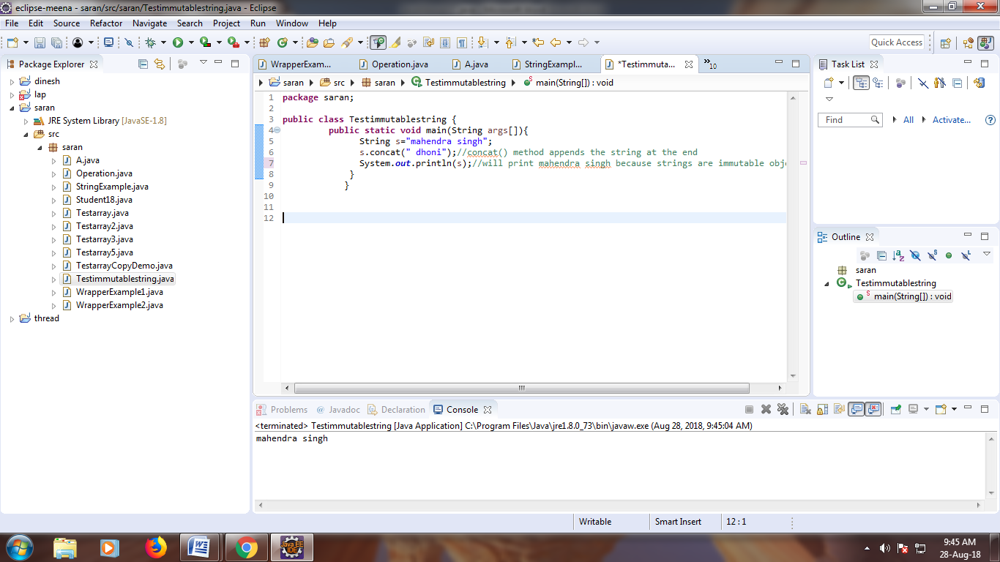 eclipse-meena - saran/src/saran/Testimmutablestring.java - Eclipse
File Edit Source Refactor Navigate Search Project Run Window Help
Quick Access
Package Explorer
dinesh
lap
saran
JRE System Library [JavaSE-1.8]
src
saran
A.java
Operation.java
StringExample.java
Student18.java
Testarray.java
Testarray2.java
Testarray3.java
Testarray5.java
TestarrayCopyDemo.java
Testimmutablestring.java
WrapperExample1.java
WrapperExample2.java
thread
WrapperExam... Operation.java A.java StringExampl... *Testimmuta... »10
saran src saran Testimmutablestring main(String[]) : void
1 package saran;
2
3 public class Testimmutablestring {
4 public static void main(String args[]){
5 String s="mahendra singh";
6 s.concat(" dhoni");//concat() method appends the string at the end
7 System.out.println(s);//will print mahendra singh because strings are immutable obje
8 }
9 }
10
11
12
Task List
Find All Activate...
Outline
saran
Testimmutablestring
main(String[]) : void
Problems @ Javadoc Declaration Console
<terminated> Testimmutablestring [Java Application] C:\Program Files\Java\jre1.8.0_73\bin\javaw.exe (Aug 28, 2018, 9:45:04 AM)
mahendra singh
Writable Smart Insert 12 : 1
Java EE
IDE
9:45 AM
28-Aug-18